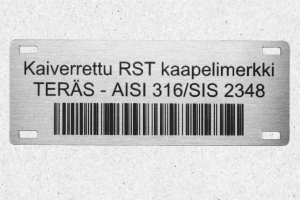 Kaiverrettu RST kaapelimerkki
TERÄS - AISI 316/SIS 2348